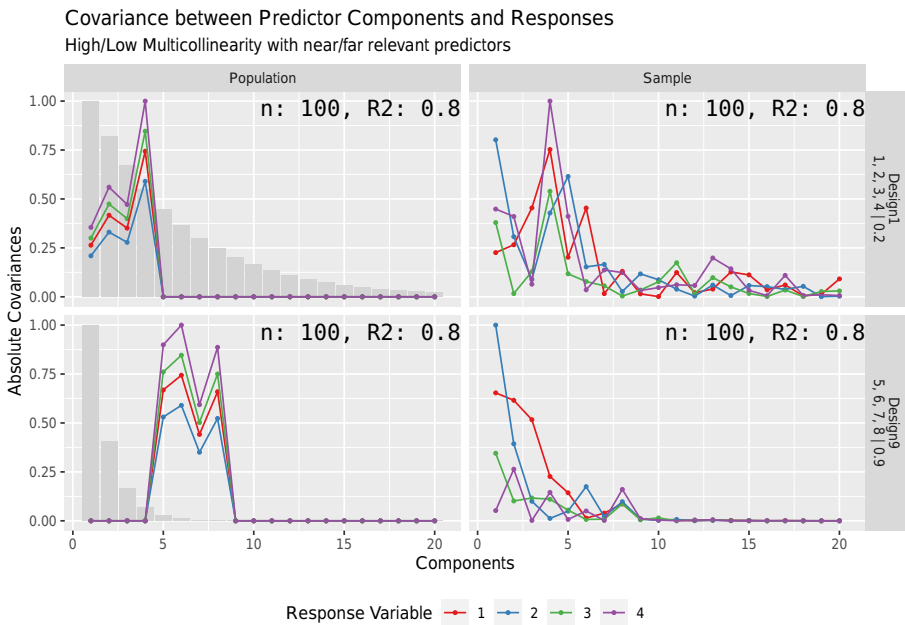 Covariance between Predictor Components and Responses
High/Low Multicollinearity with near/far relevant predictors
Population
Sample
Absolute Covariances
1.00
0.75
0.50
0.25
0.00
n: 100, R2: 0.8
n: 100, R2: 0.8
Design1
1, 2, 3, 4 | 0.2
1.00
0.75
0.50
0.25
0.00
n: 100, R2: 0.8
n: 100, R2: 0.8
Design9
5, 6, 7, 8 | 0.9
0 5 10 15 20
0 5 10 15 20
Components
Response Variable 1 2 3 4